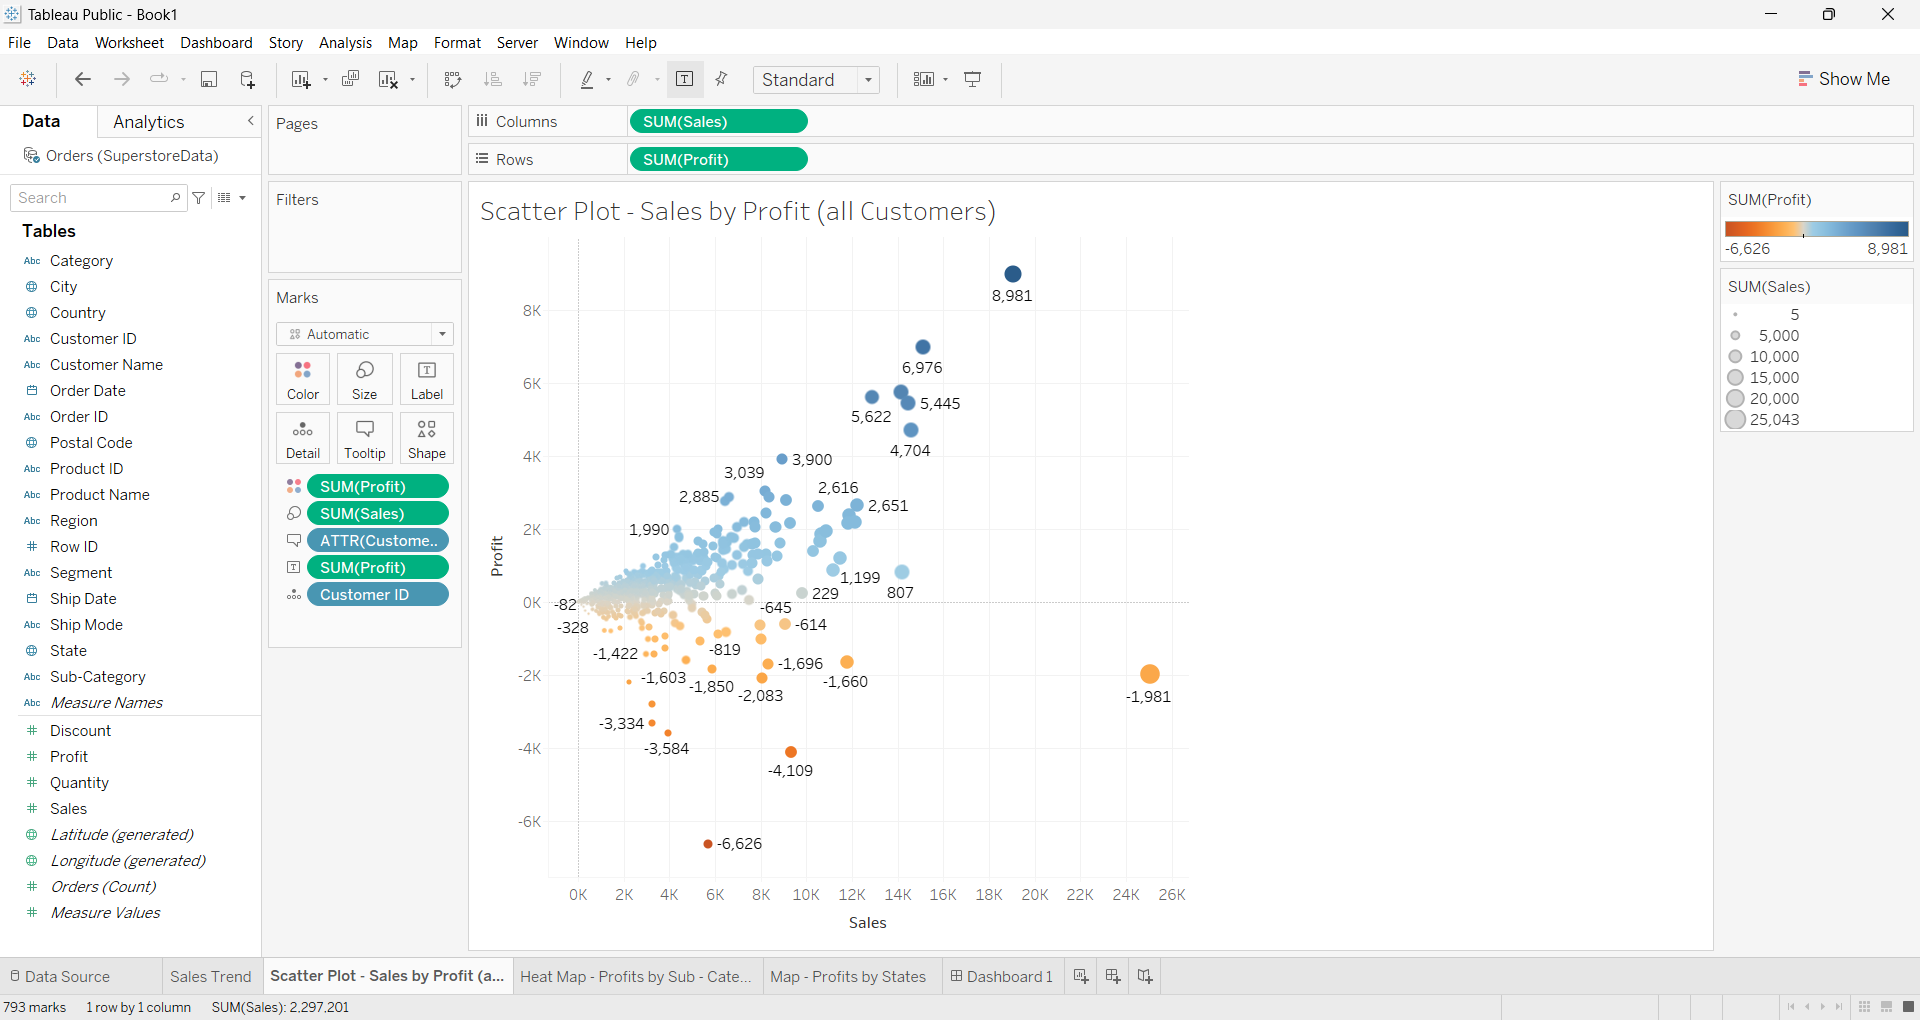 Tableau Public - Book1
File Data Worksheet Dashboard Story Analysis Map Format Server Window Help
Standard
Show Me
Data
Analytics
Orders (SuperstoreData)
Search
Tables
Abc Category
City
Country
Abc Customer ID
Abc Customer Name
Order Date
Abc Order ID
Postal Code
Abc Product ID
Abc Product Name
Abc Region
# Row ID
Abc Segment
Ship Date
Abc Ship Mode
State
Abc Sub-Category
Abc Measure Names
# Discount
# Profit
# Quantity
# Sales
Latitude (generated)
Longitude (generated)
# Orders (Count)
# Measure Values
Pages
Filters
Marks
Automatic
Color
Size
Label
Detail
Tooltip
Shape
SUM(Profit)
SUM(Sales)
ATTR(Custome..
SUM(Profit)
Customer ID
Columns
SUM(Sales)
Rows
SUM(Profit)
Scatter Plot - Sales by Profit (all Customers)
8K
6K
4K
2K
0K
-2K
-4K
-6K
Profit
8,981
6,976
5,622
5,445
4,704
3,900
3,039
2,885
2,616
2,651
1,990
1,199
807
229
-82
-328
-645
-614
-819
-1,422
-1,603
-1,696
-1,850
-2,083
-1,660
-1,981
-3,334
-3,584
-4,109
-6,626
0K 2K 4K 6K 8K 10K 12K 14K 16K 18K 20K 22K 24K 26K
Sales
SUM(Profit)
-6,626 8,981
SUM(Sales)
5
5,000
10,000
15,000
20,000
25,043
Data Source
Sales Trend
Scatter Plot - Sales by Profit (a...
Heat Map - Profits by Sub - Cate...
Map - Profits by States
Dashboard 1
793 marks 1 row by 1 column SUM(Sales): 2,297,201